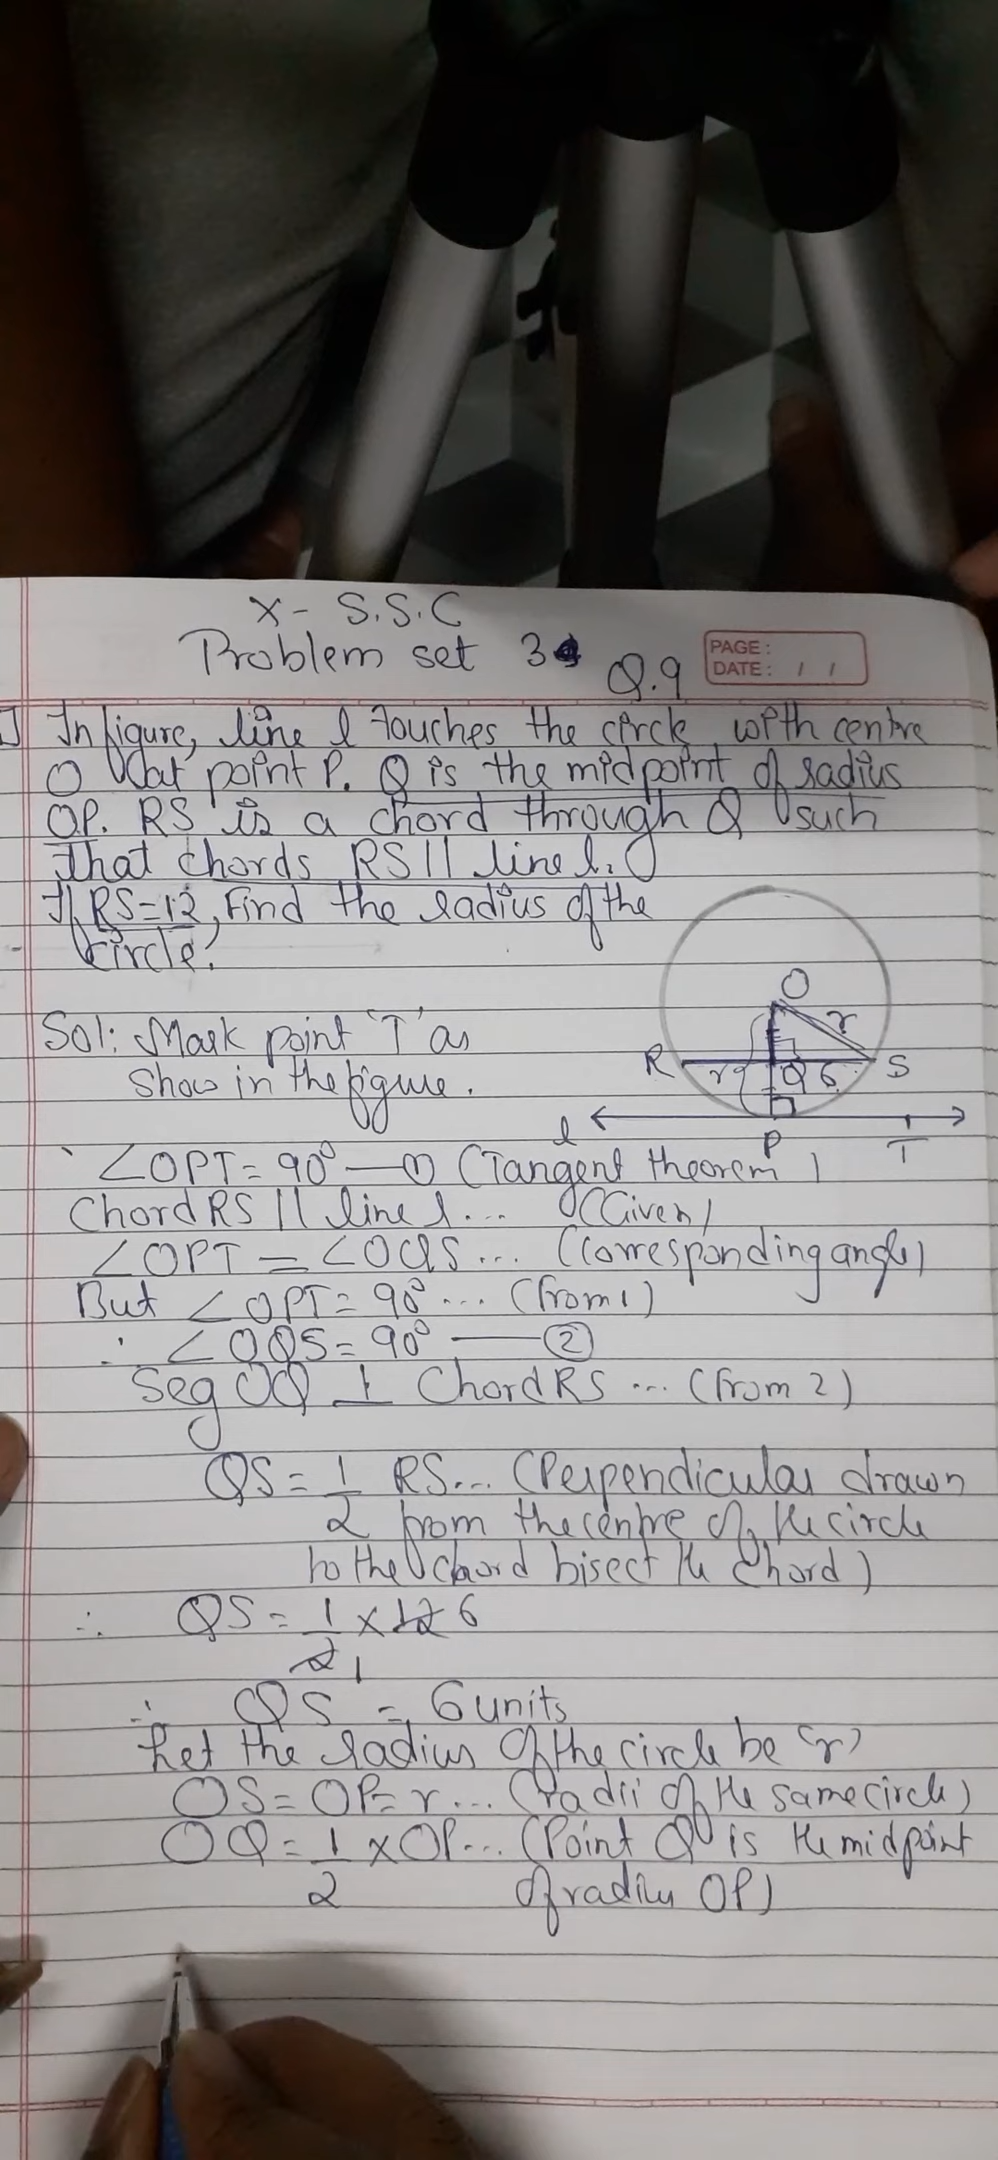 X- S.S.C
Problem set 3
Q.9
PAGE:
DATE: / /
In figure, line l touches the circle with centre
O at point P. Q is the midpoint of radius
OP. RS is a chord through Q such
that chords RS || line l.
If RS=12, Find the radius of the
circle?
O
r
R
r
Q
6
S
l
P
T
Sol: Mark point 'T' as
Show in the figure.
∠OPT = 90° — ① (Tangent theorem)
Chord RS || line l... (Given)
∠OPT = ∠OQS... (corresponding angle)
But ∠OPT = 90° ... (from 1)
∴ ∠OQS = 90° — ②
Seg OQ ⊥ Chord RS ... (from 2)
QS = 1/2 RS... (Perpendicular drawn
from the centre of the circle
to the chord bisect the chord)
∴ QS = 1/2 1 × 12 6
∴ QS = 6 units
Let the radius of the circle be 'r'
OS = OP = r... (radii of the same circle)
OQ = 1/2 × OP... (Point Q is the midpoint
of radius OP)